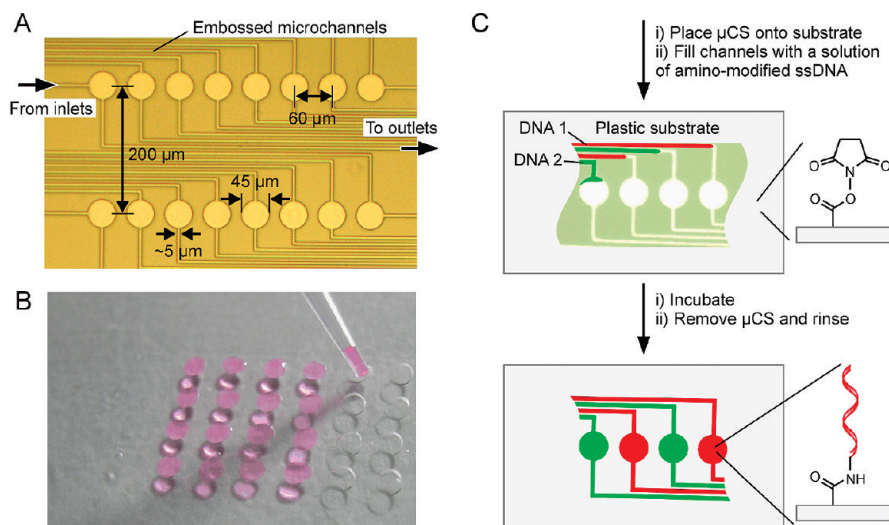 A
Embossed microchannels
From inlets
60 µm
To outlets
200 µm
45 µm
~5 µm
B
C
i) Place µCS onto substrate
ii) Fill channels with a solution
of amino-modified ssDNA
DNA 1
Plastic substrate
DNA 2
O
N
O
O
O
i) Incubate
ii) Remove µCS and rinse
O
NH